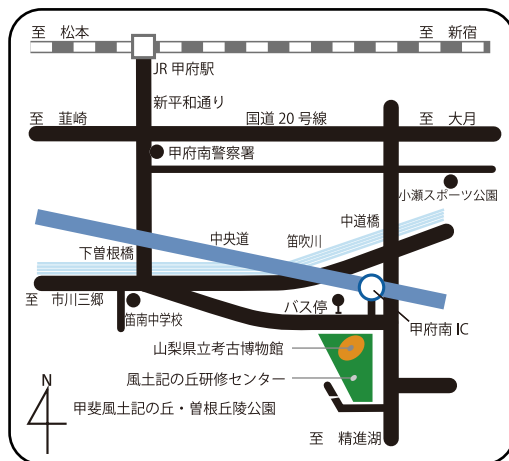 至 松本
至 新宿
JR 甲府駅
新平和通り
至 韮崎
国道 20号線
至 大月
甲府南警察署
小瀬スポーツ公園
中道橋
中央道
笛吹川
下曽根橋
至 市川三郷
バス停
笛南中学校
甲府南 IC
山梨県立考古博物館
風土記の丘研修センター
N
甲斐風土記の丘・曽根丘陵公園
至 精進湖